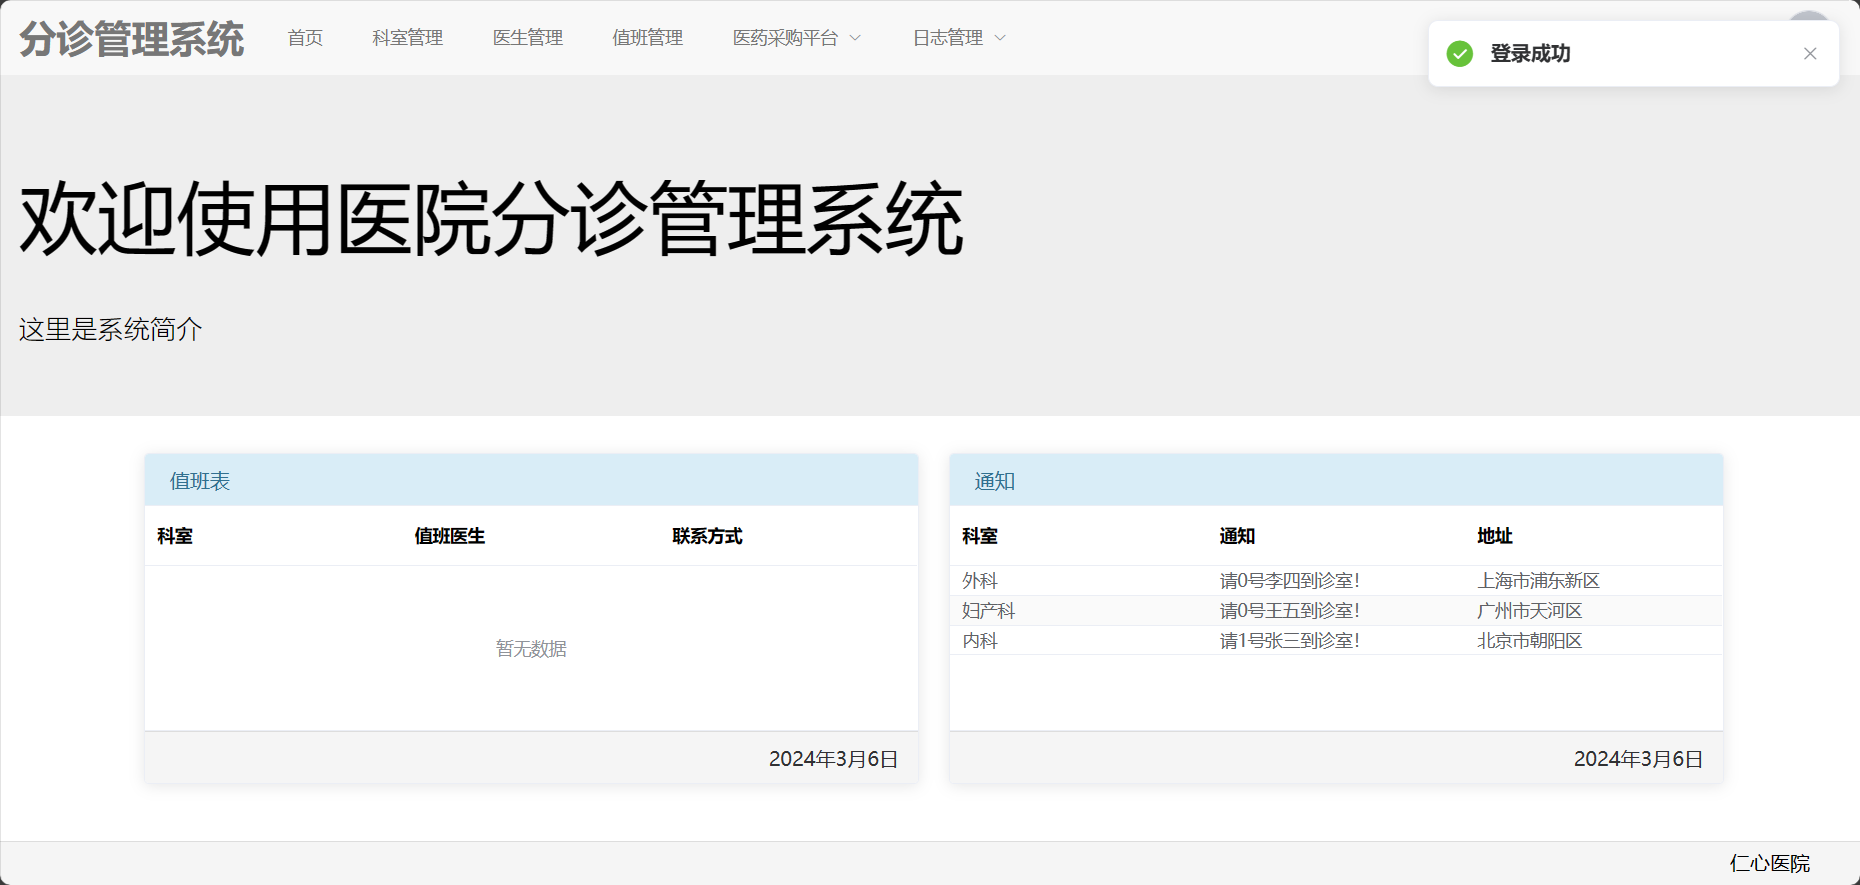 分诊管理系统 首页 科室管理 医生管理 值班管理 医药采购平台 日志管理
登录成功
欢迎使用医院分诊管理系统
这里是系统简介
值班表
科室 值班医生 联系方式
暂无数据
2024年3月6日
通知
科室 通知 地址
外科 请0号李四到诊室! 上海市浦东新区
妇产科 请0号王五到诊室! 广州市天河区
内科 请1号张三到诊室! 北京市朝阳区
2024年3月6日
仁心医院